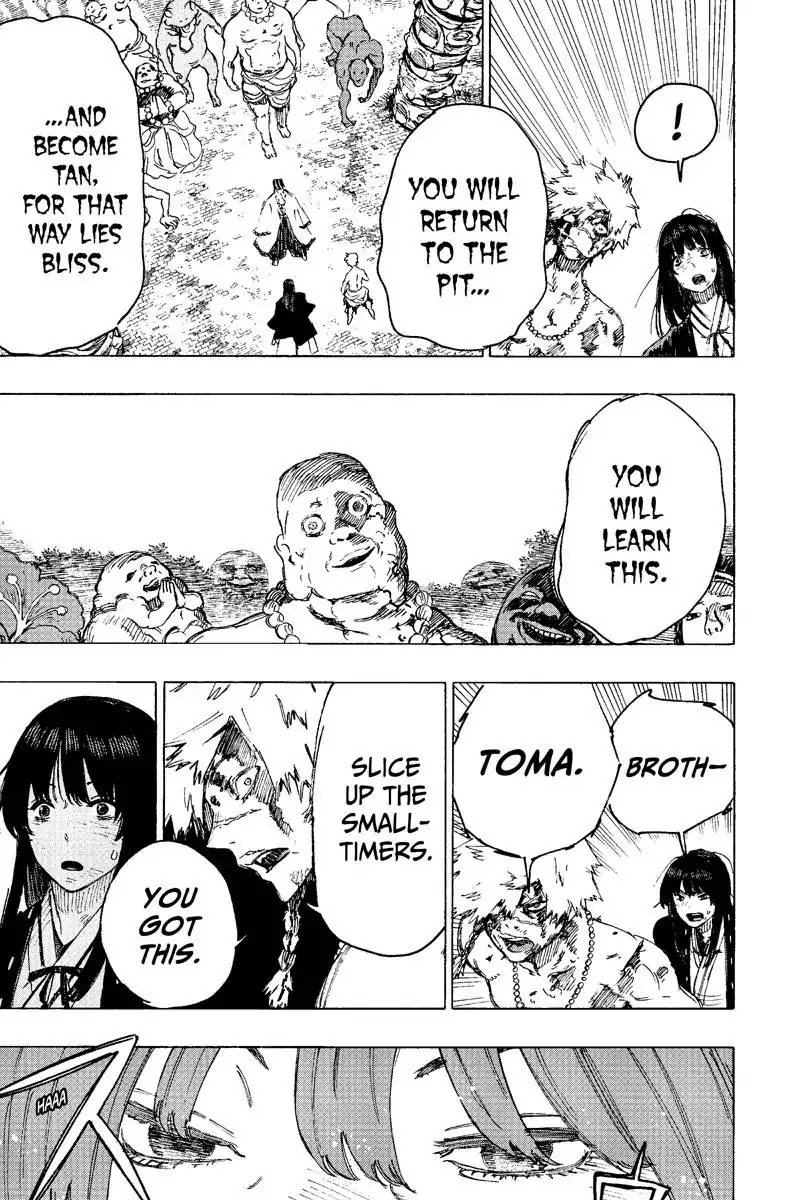 !
YOU WILL
RETURN
TO THE
PIT...
...AND
BECOME
TAN,
FOR THAT
WAY LIES
BLISS.
YOU
WILL
LEARN
THIS.
BROTH–
TOMA.
SLICE
UP THE
SMALL-
TIMERS.
YOU
GOT
THIS.
HAAA